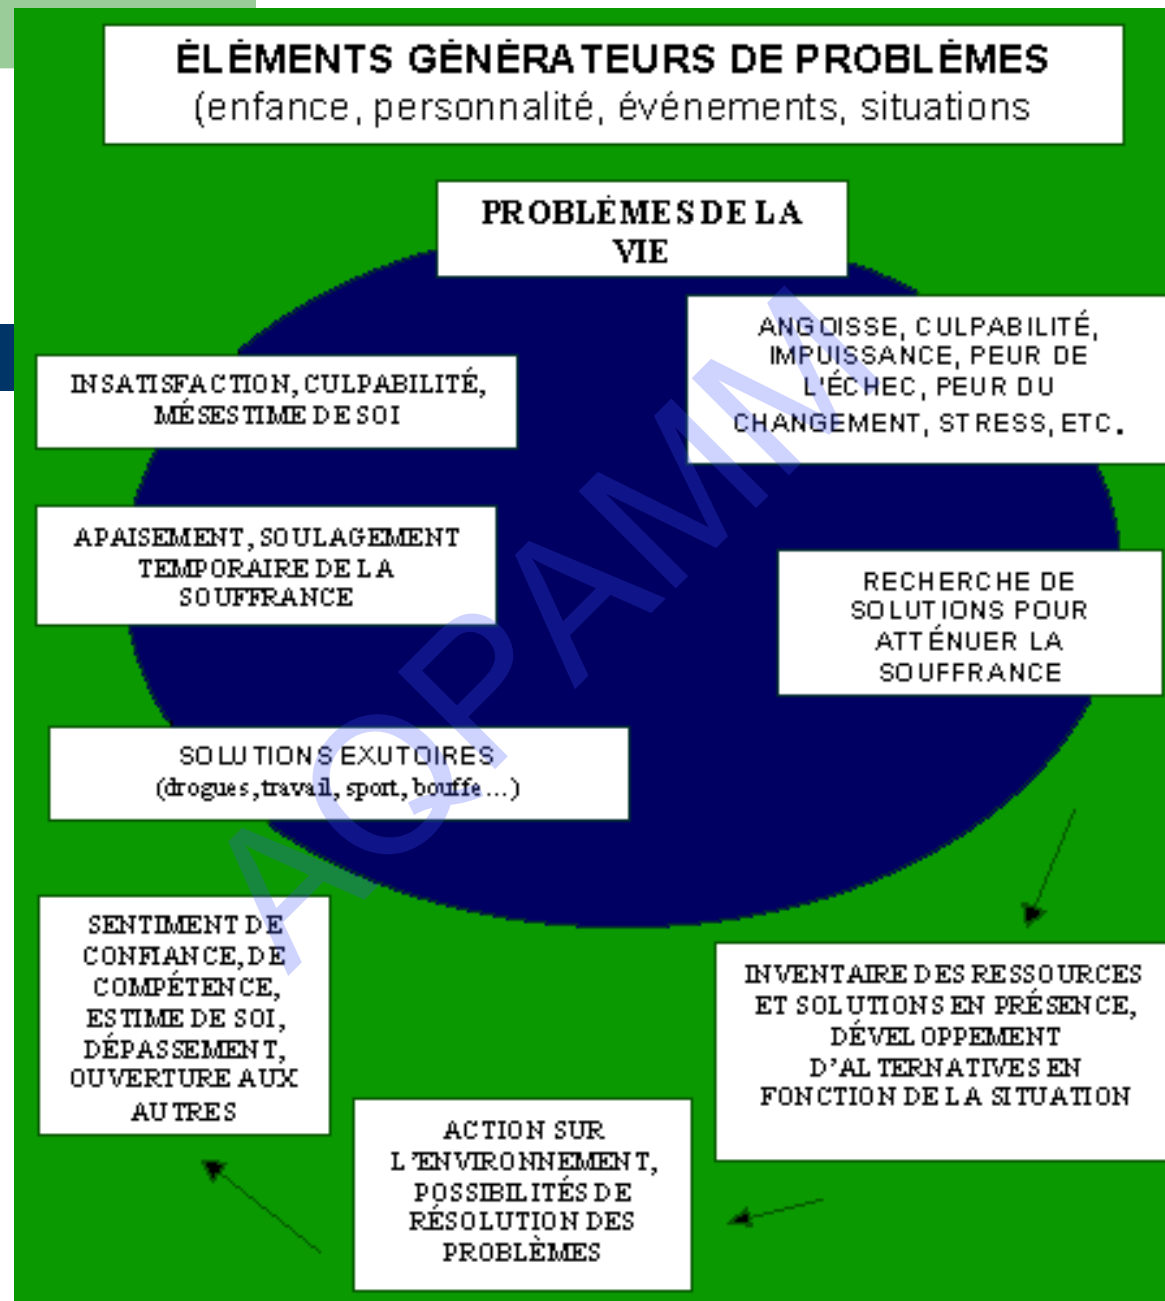 ÉLÉMENTS GÉNÉRATEURS DE PROBLÈMES
(enfance, personnalité, événements, situations
PROBLÈMES DE LA
VIE
ANGOISSE, CULPABILITÉ,
IMPUISSANCE, PEUR DE
L'ÉCHEC, PEUR DU
CHANGEMENT, STRESS, ETC.
INSATISFACTION, CULPABILITÉ,
MÉSESTIME DE SOI
APAISEMENT, SOULAGEMENT
TEMPORAIRE DE LA
SOUFFRANCE
RECHERCHE DE
SOLUTIONS POUR
ATTÉNUER LA
SOUFFRANCE
SOLUTIONS EXUTOIRES
(drogues, travail, sport, bouffe...)
SENTIMENT DE
CONFIANCE, DE
COMPÉTENCE,
ESTIME DE SOI,
DÉPASSEMENT,
OUVERTURE AUX
AUTRES
INVENTAIRE DES RESSOURCES
ET SOLUTIONS EN PRÉSENCE,
DÉVELOPPEMENT
D’ALTERNATIVES EN
FONCTION DE LA SITUATION
ACTION SUR
L’ENVIRONNEMENT,
POSSIBILITÉS DE
RÉSOLUTION DES
PROBLÈMES
AQPAMM